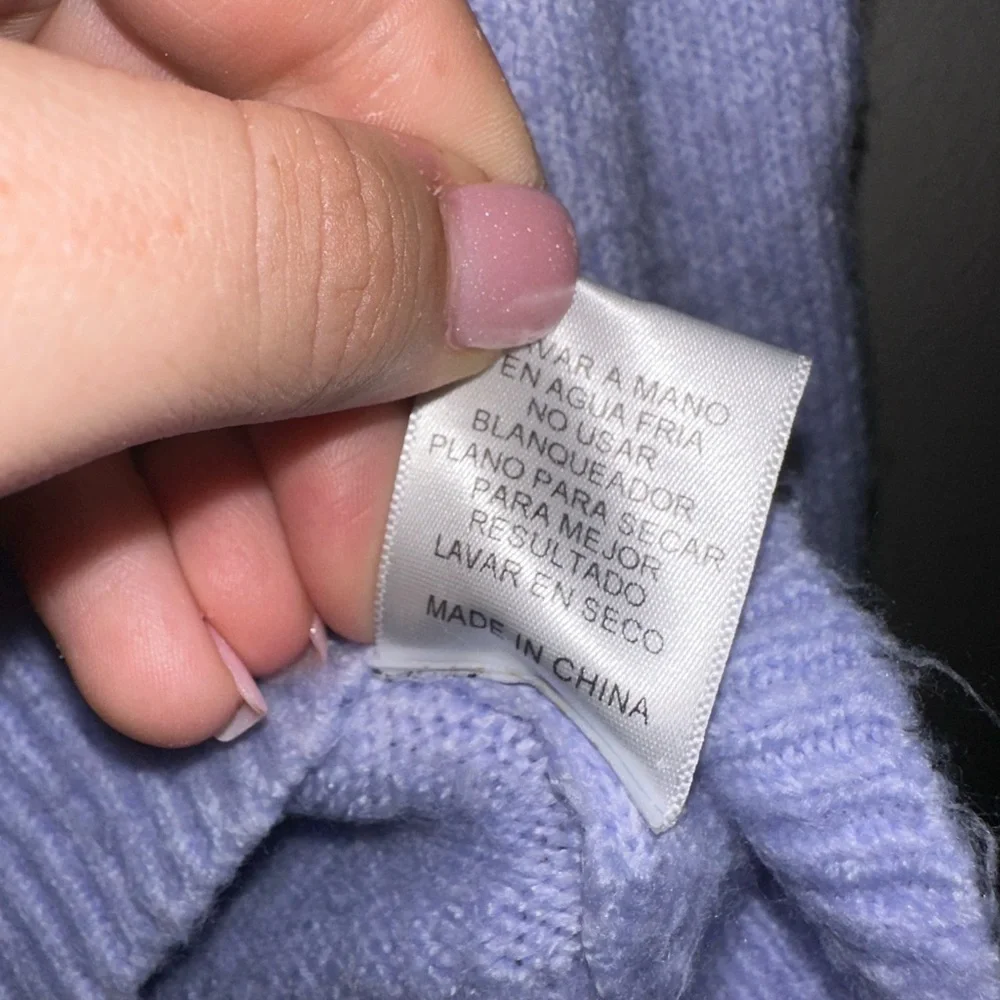 LAVAR A MANO
EN AGUA FRIA
NO USAR
BLANQUEADOR
PLANO PARA SECAR
PARA MEJOR
RESULTADO
LAVAR EN SECO
MADE IN CHINA